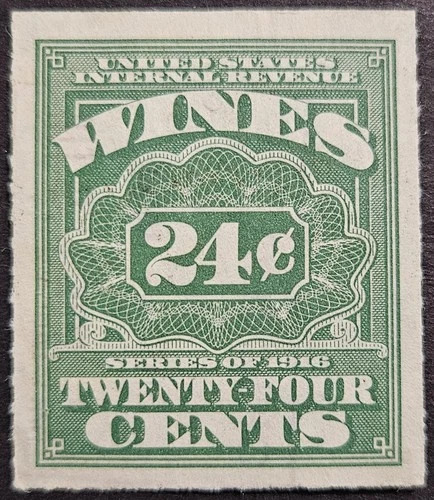 UNITED STATES
INTERNAL REVENUE
WINES
24¢
SERIES OF 1916
TWENTY-FOUR
CENTS